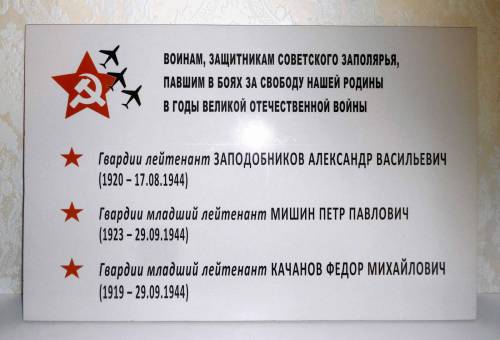 ВОИНАМ, ЗАЩИТНИКАМ СОВЕТСКОГО ЗАПОЛЯРЬЯ,
ПАВШИМ В БОЯХ ЗА СВОБОДУ НАШЕЙ РОДИНЫ
В ГОДЫ ВЕЛИКОЙ ОТЕЧЕСТВЕННОЙ ВОЙНЫ
Гвардии лейтенант ЗАПОДОБНИКОВ АЛЕКСАНДР ВАСИЛЬЕВИЧ
(1920 – 17.08.1944)
Гвардии младший лейтенант МИШИН ПЕТР ПАВЛОВИЧ
(1923 – 29.09.1944)
Гвардии младший лейтенант КАЧАНОВ ФЕДОР МИХАЙЛОВИЧ
(1919 – 29.09.1944)